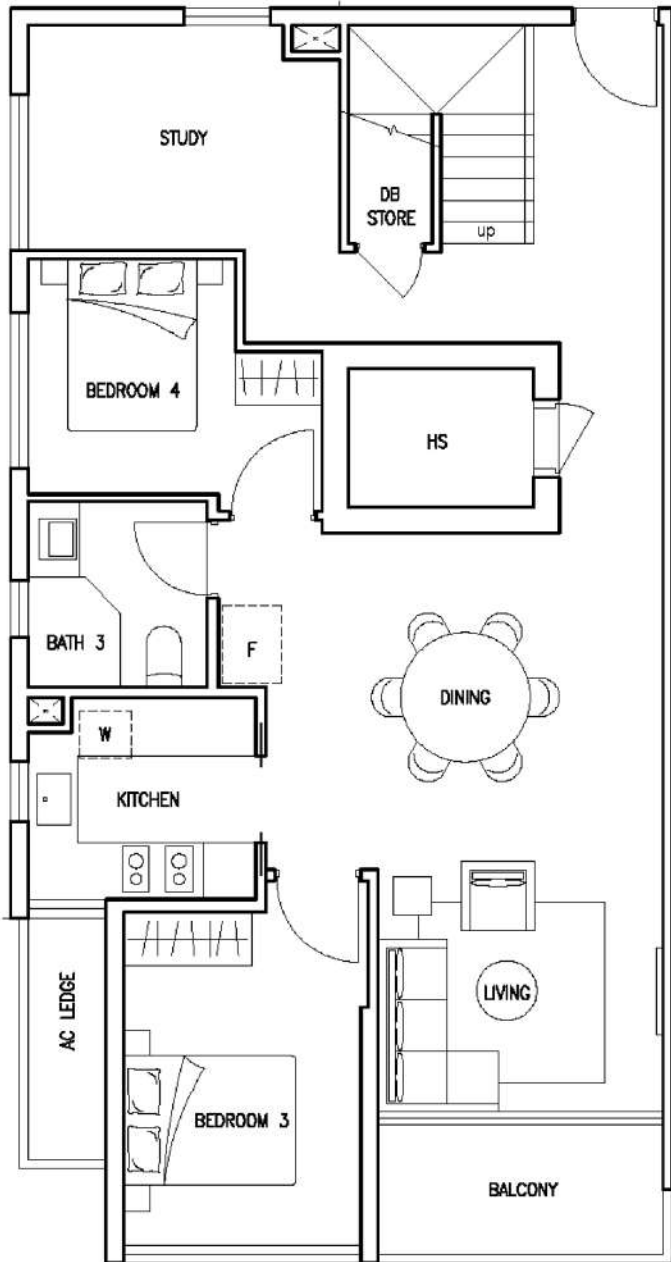 STUDY
DB
STORE
up
BEDROOM 4
HS
BATH 3
F
DINING
W
KITCHEN
LIVING
AC LEDGE
BEDROOM 3
BALCONY